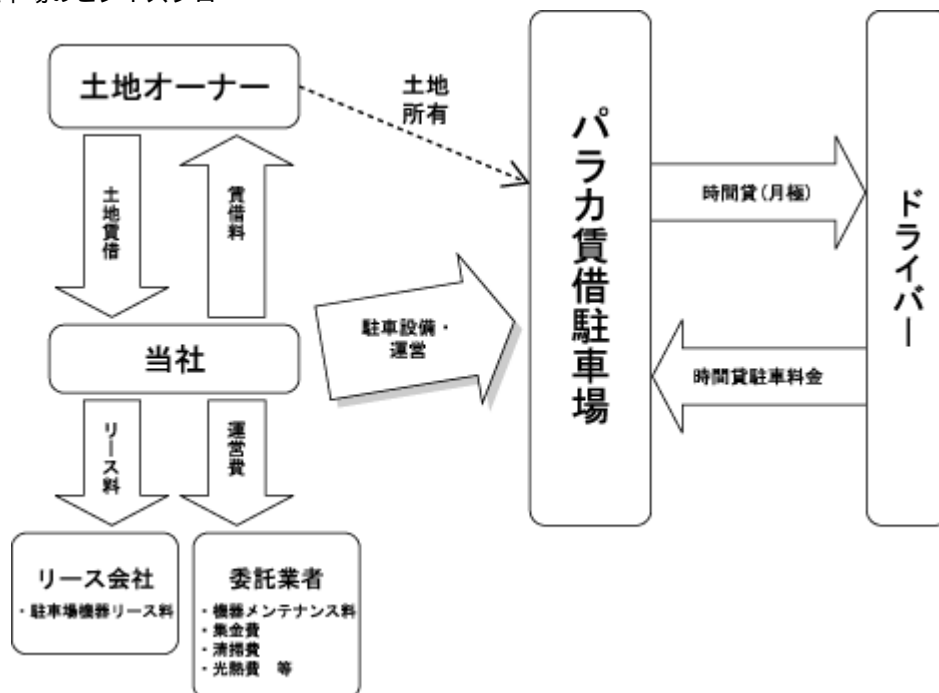 土地オーナー
土地
所有
土地賃借
賃借料
パラカ賃借駐車場
時間貸(月極)
ドライバー
当社
駐車設備・
運営
時間貸駐車料金
リース料
運営費
リース会社
・駐車場機器リース料
委託業者
・機器メンテナンス料
・集金費
・清掃費
・光熱費 等